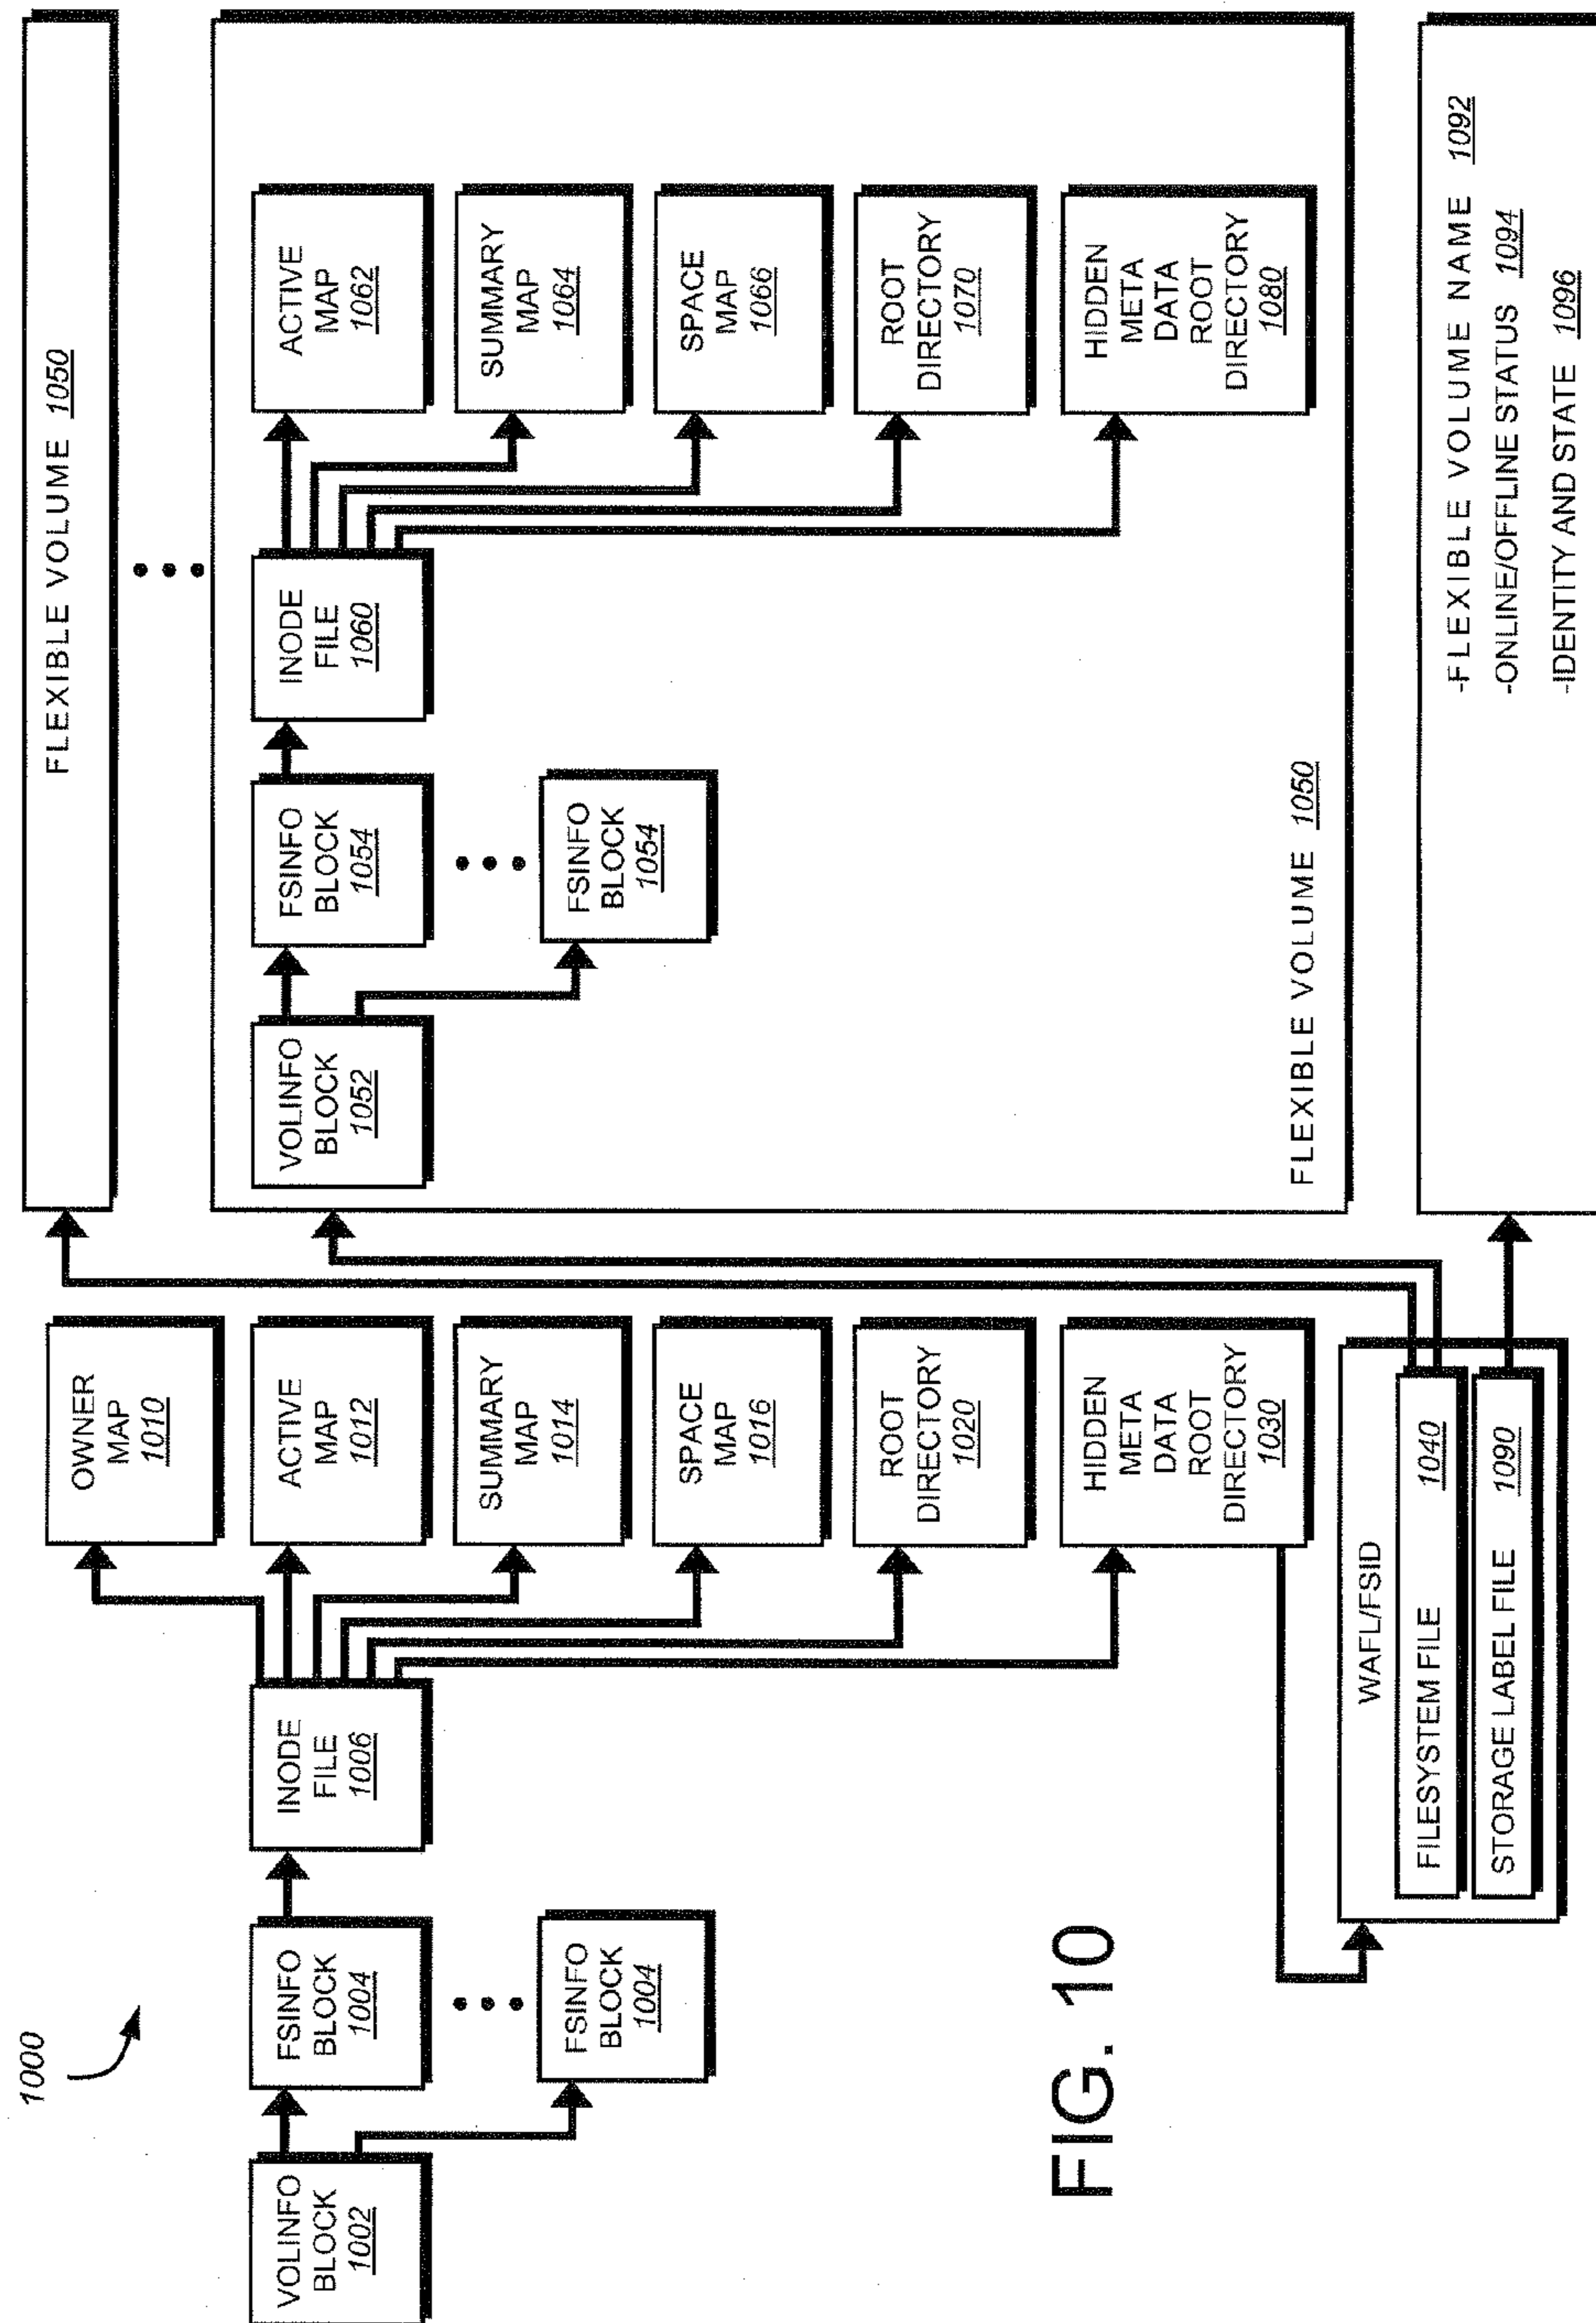 1000
VOLINFO
BLOCK
1002
FSINFO
BLOCK
1004
FSINFO
BLOCK
1004
INODE
FILE
1006
OWNER
MAP
1010
ACTIVE
MAP
1012
SUMMARY
MAP
1014
SPACE
MAP
1016
ROOT
DIRECTORY
1020
HIDDEN
META
DATA
ROOT
DIRECTORY
1030
WAFL/FSID
FILESYSTEM FILE 1040
STORAGE LABEL FILE 1090
FLEXIBLE VOLUME 1050
VOLINFO
BLOCK
1052
FSINFO
BLOCK
1054
FSINFO
BLOCK
1054
INODE
FILE
1060
ACTIVE
MAP
1062
SUMMARY
MAP
1064
SPACE
MAP
1066
ROOT
DIRECTORY
1070
HIDDEN
META
DATA
ROOT
DIRECTORY
1080
FLEXIBLE VOLUME 1050
-FLEXIBLE VOLUME NAME 1092
-ONLINE/OFFLINE STATUS 1094
-IDENTITY AND STATE 1096
FIG. 10